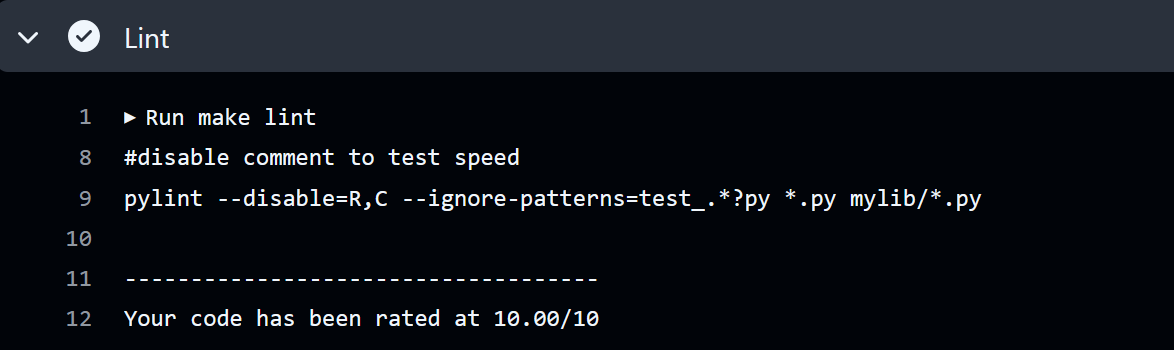 Lint
1 ▶ Run make lint
8 #disable comment to test speed
9 pylint --disable=R,C --ignore-patterns=test_.*?py *.py mylib/*.py
10
11 ------------------------------------
12 Your code has been rated at 10.00/10